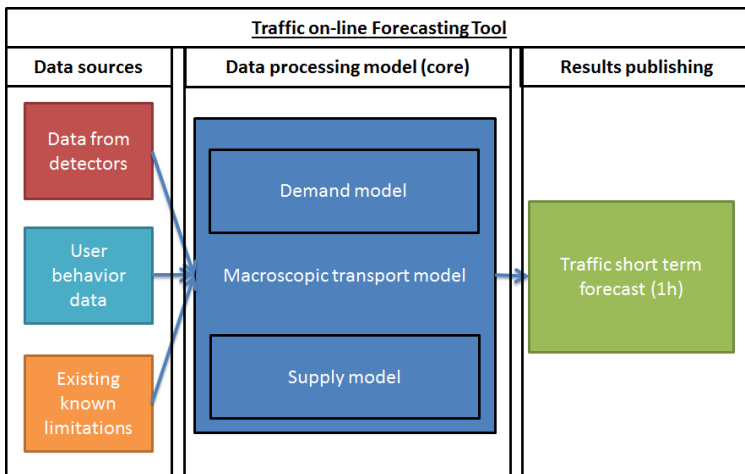 Traffic on-line Forecasting Tool
Data sources
Data processing model (core)
Results publishing
Data from
detectors
User
behavior
data
Existing
known
limitations
Demand model
Macroscopic transport model
Supply model
Traffic short term
forecast (1h)